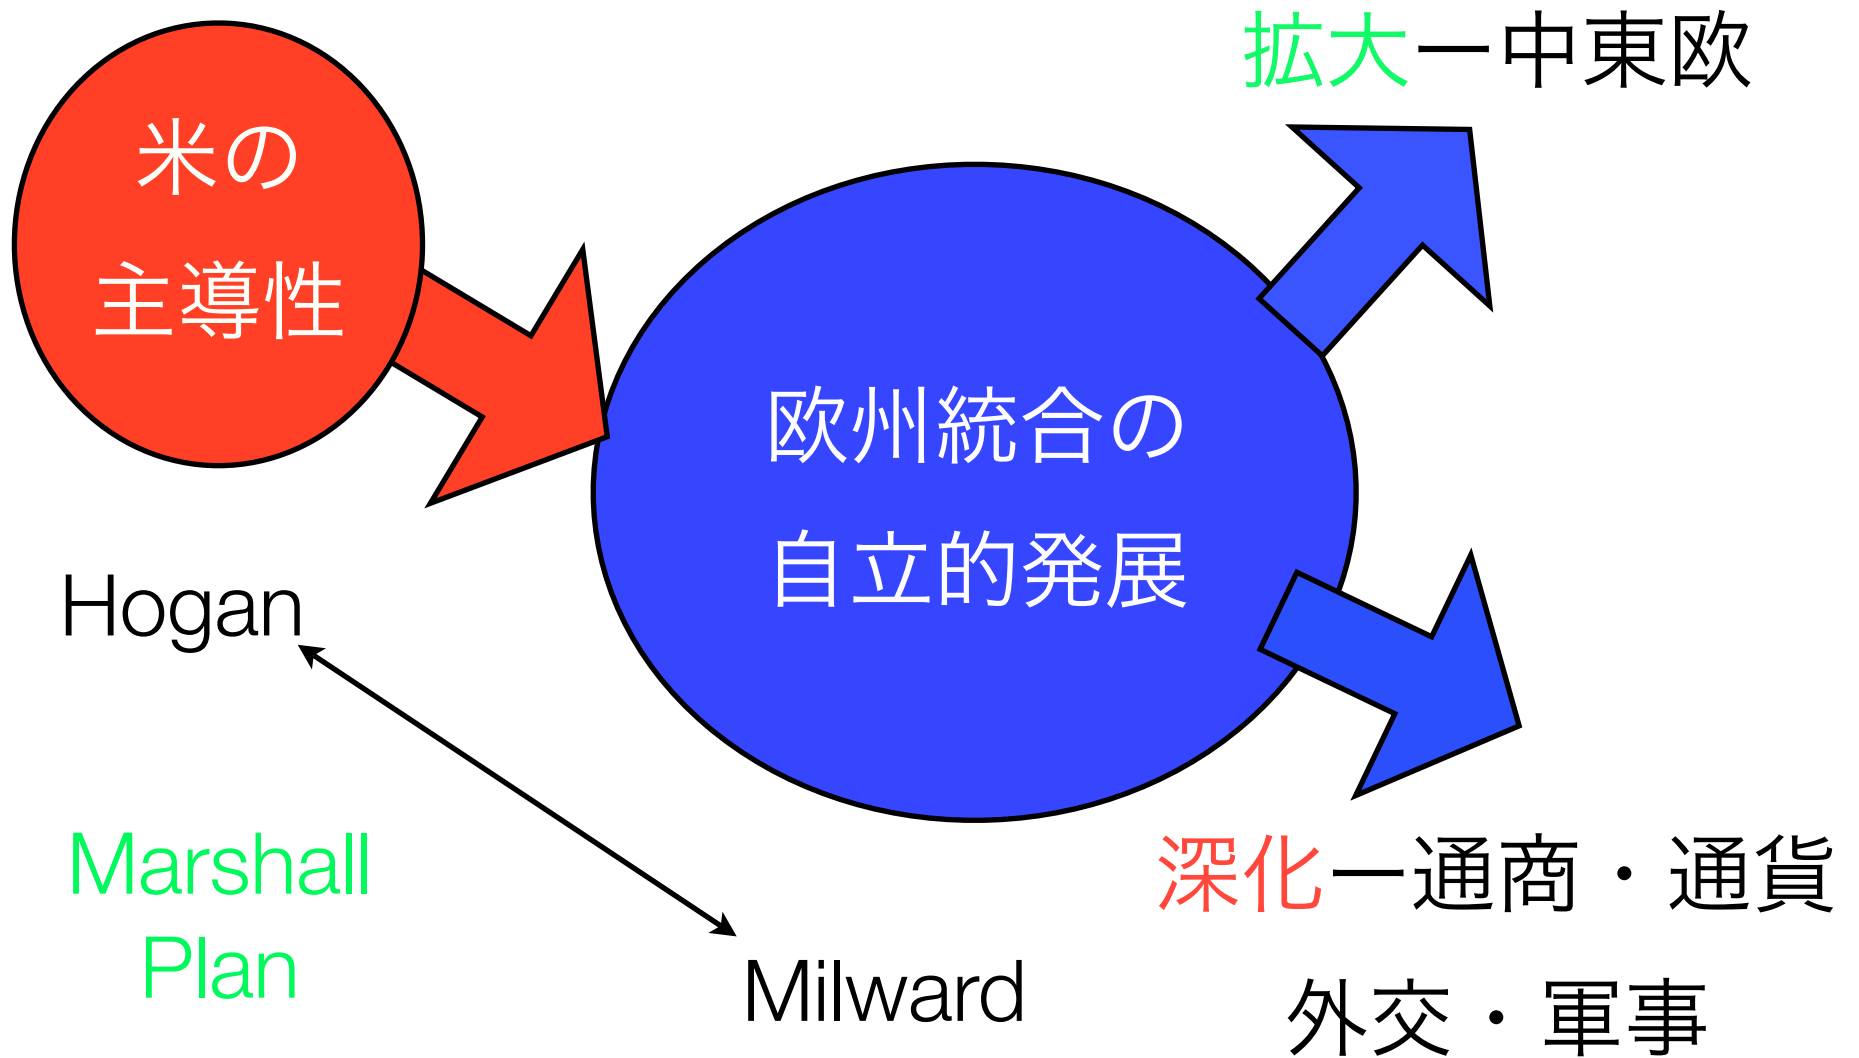 拡大ー中東欧
米の
主導性
欧州統合の
自立的発展
Hogan
Marshall
Plan
Milward
深化ー通商・通貨
外交・軍事